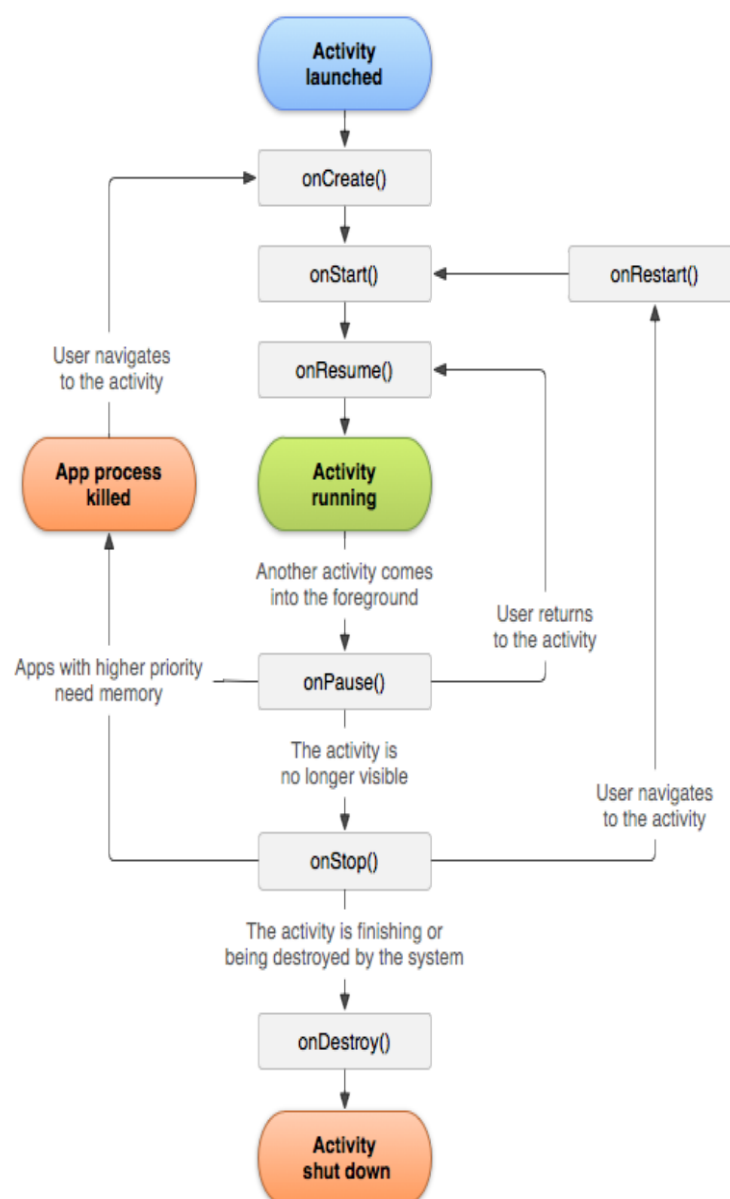 Activity
launched
onCreate()
onStart()
onRestart()
User navigates
to the activity
onResume()
App process
killed
Activity
running
Another activity comes
into the foreground
User returns
to the activity
Apps with higher priority
need memory
onPause()
The activity is
no longer visible
User navigates
to the activity
onStop()
The activity is finishing or
being destroyed by the system
onDestroy()
Activity
shut down